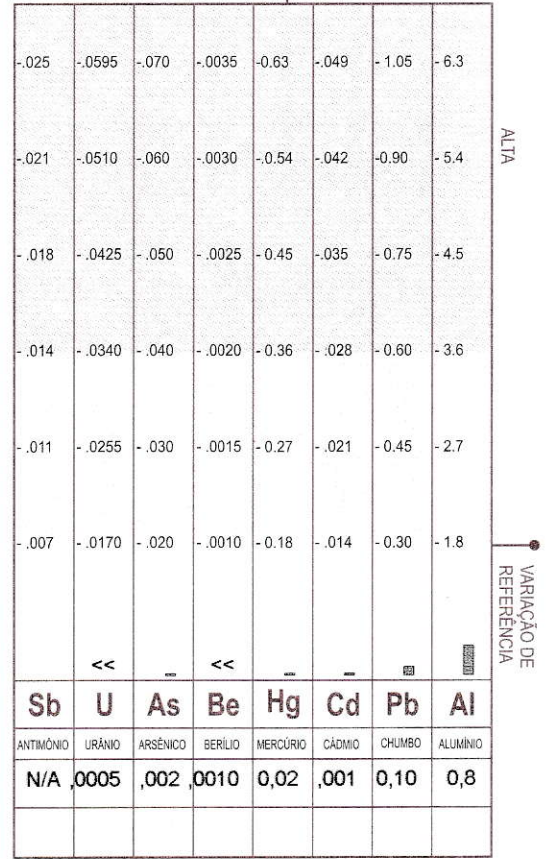 -.025 -.0595 -.070 -.0035 -0.63 -.049 - 1.05 - 6.3
ALTA
-.021 -.0510 -.060 -.0030 -.0.54 -.042 -0.90 - 5.4
- .018 - .0425 - .050 - .0025 - 0.45 -.035 - 0.75 - 4.5
- .014 - .0340 - .040 - .0020 - 0.36 - .028 - 0.60 - 3.6
- .011 - .0255 - .030 - .0015 - 0.27 - .021 - 0.45 - 2.7
- .007 - .0170 - .020 - .0010 - 0.18 - .014 - 0.30 - 1.8
VARIAÇÃO DE
REFERÊNCIA
<< <<
Sb U As Be Hg Cd Pb Al
ANTIMÔNIO URÂNIO ARSÊNICO BERÍLIO MERCÚRIO CÁDMIO CHUMBO ALUMÍNIO
N/A ,0005 ,002 ,0010 0,02 ,001 0,10 0,8